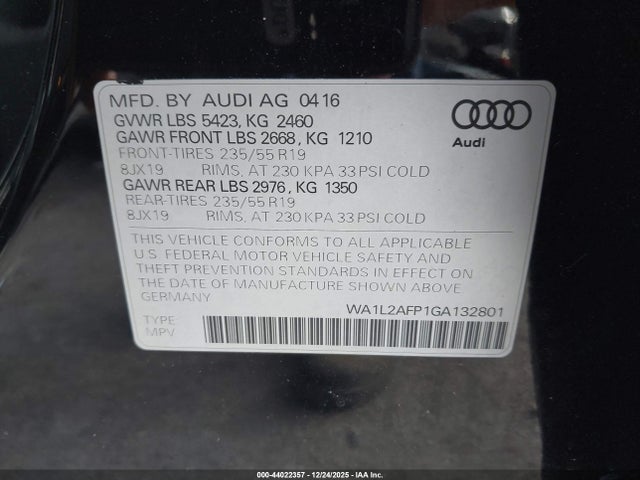 MFD. BY AUDI AG 0416
GVWR LBS 5423, KG 2460
GAWR FRONT LBS 2668, KG 1210
FRONT-TIRES 235/55 R19
8JX19 RIMS, AT 230 KPA 33 PSI COLD
GAWR REAR LBS 2976, KG 1350
REAR-TIRES 235/55 R19
8JX19 RIMS, AT 230 KPA 33 PSI COLD
Audi
THIS VEHICLE CONFORMS TO ALL APPLICABLE
U.S. FEDERAL MOTOR VEHICLE SAFETY AND
THEFT PREVENTION STANDARDS IN EFFECT ON
THE DATE OF MANUFACTURE SHOWN ABOVE
GERMANY
WA1L2AFP1GA132801
TYPE:
MPV
000-44022357 - 12/24/2025 - IAA Inc.